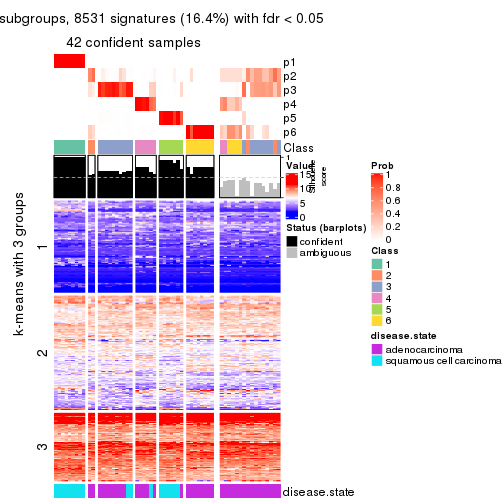 subgroups, 8531 signatures (16.4%) with fdr < 0.05
42 confident samples
p1
p2
p3
p4
p5
p6
Class
1
Silhouette
score
k-means with 3 groups
1
2
3
disease.state
Value
15
10
5
0
Status (barplots)
confident
ambiguous
Prob
1
0.8
0.6
0.4
0.2
0
Class
1
2
3
4
5
6
disease.state
adenocarcinoma
squamous cell carcinoma